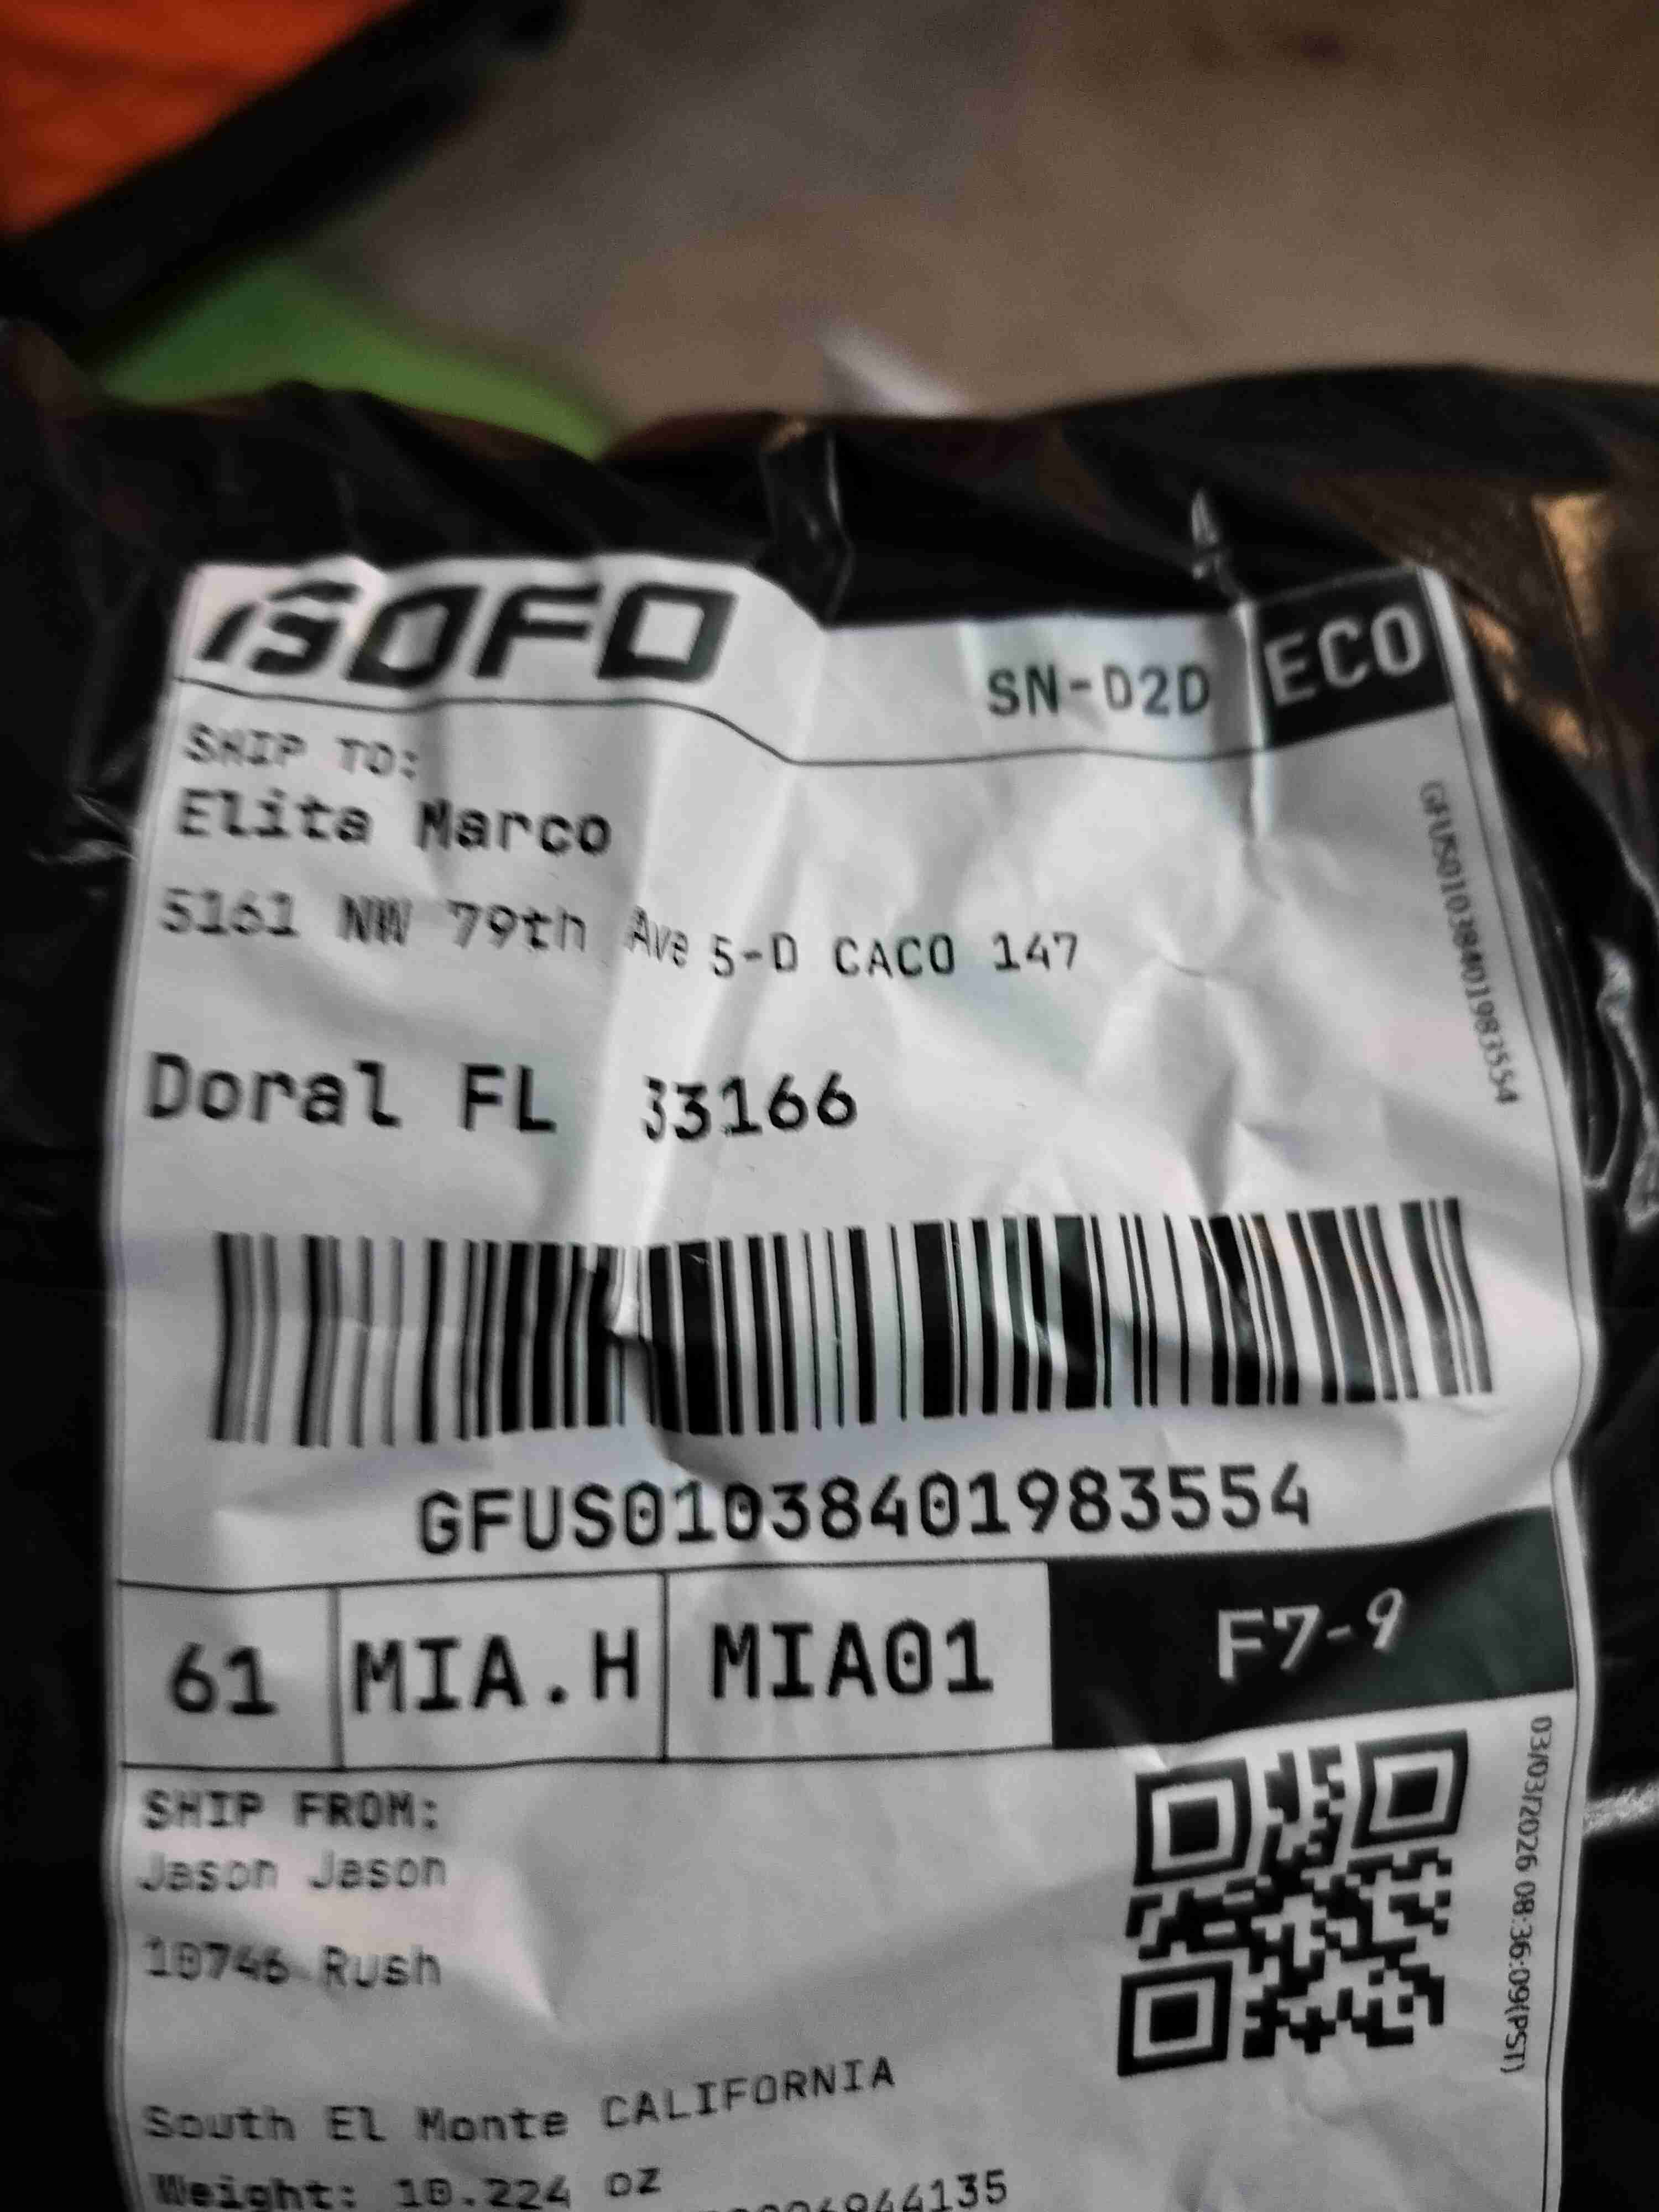 GOFO
SN-D2D
ECO
SHIP TO:
Elita Marco
5161 NW 79th Ave 5-D CACO 147
Doral FL 33166
GFUS01038401983554
GFUS01038401983554
61
MIA.H
MIA01
F7-9
SHIP FROM:
Jason Jason
10746 Rush
South El Monte CALIFORNIA
Weight: 10.224 oz
03/03/2026 08:36:09(PST)